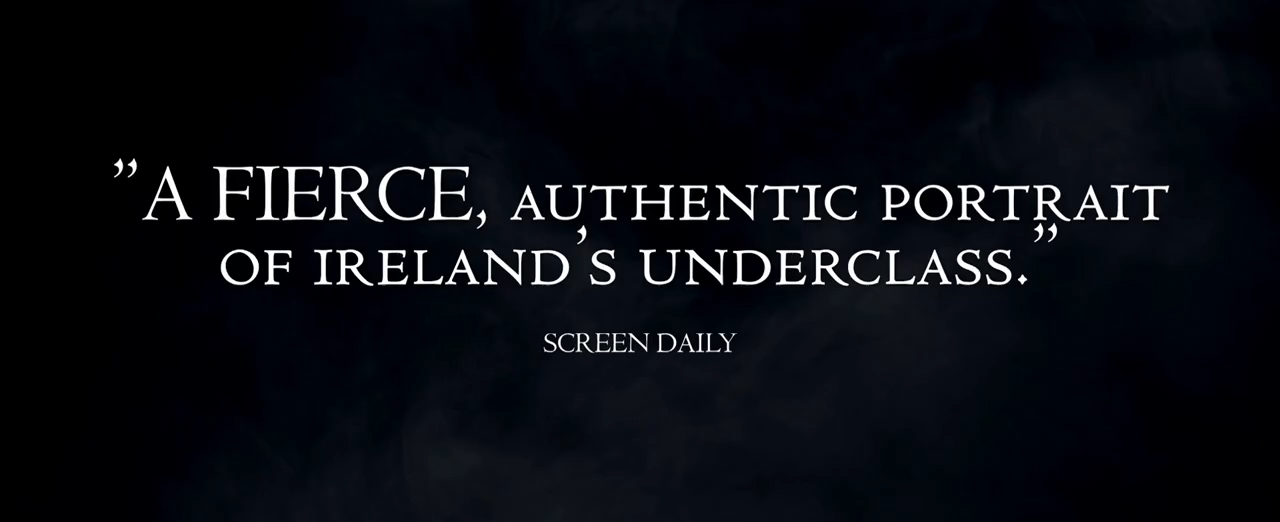 ”A FIERCE, AUTHENTIC PORTRAIT
OF IRELAND’S UNDERCLASS.”
SCREEN DAILY